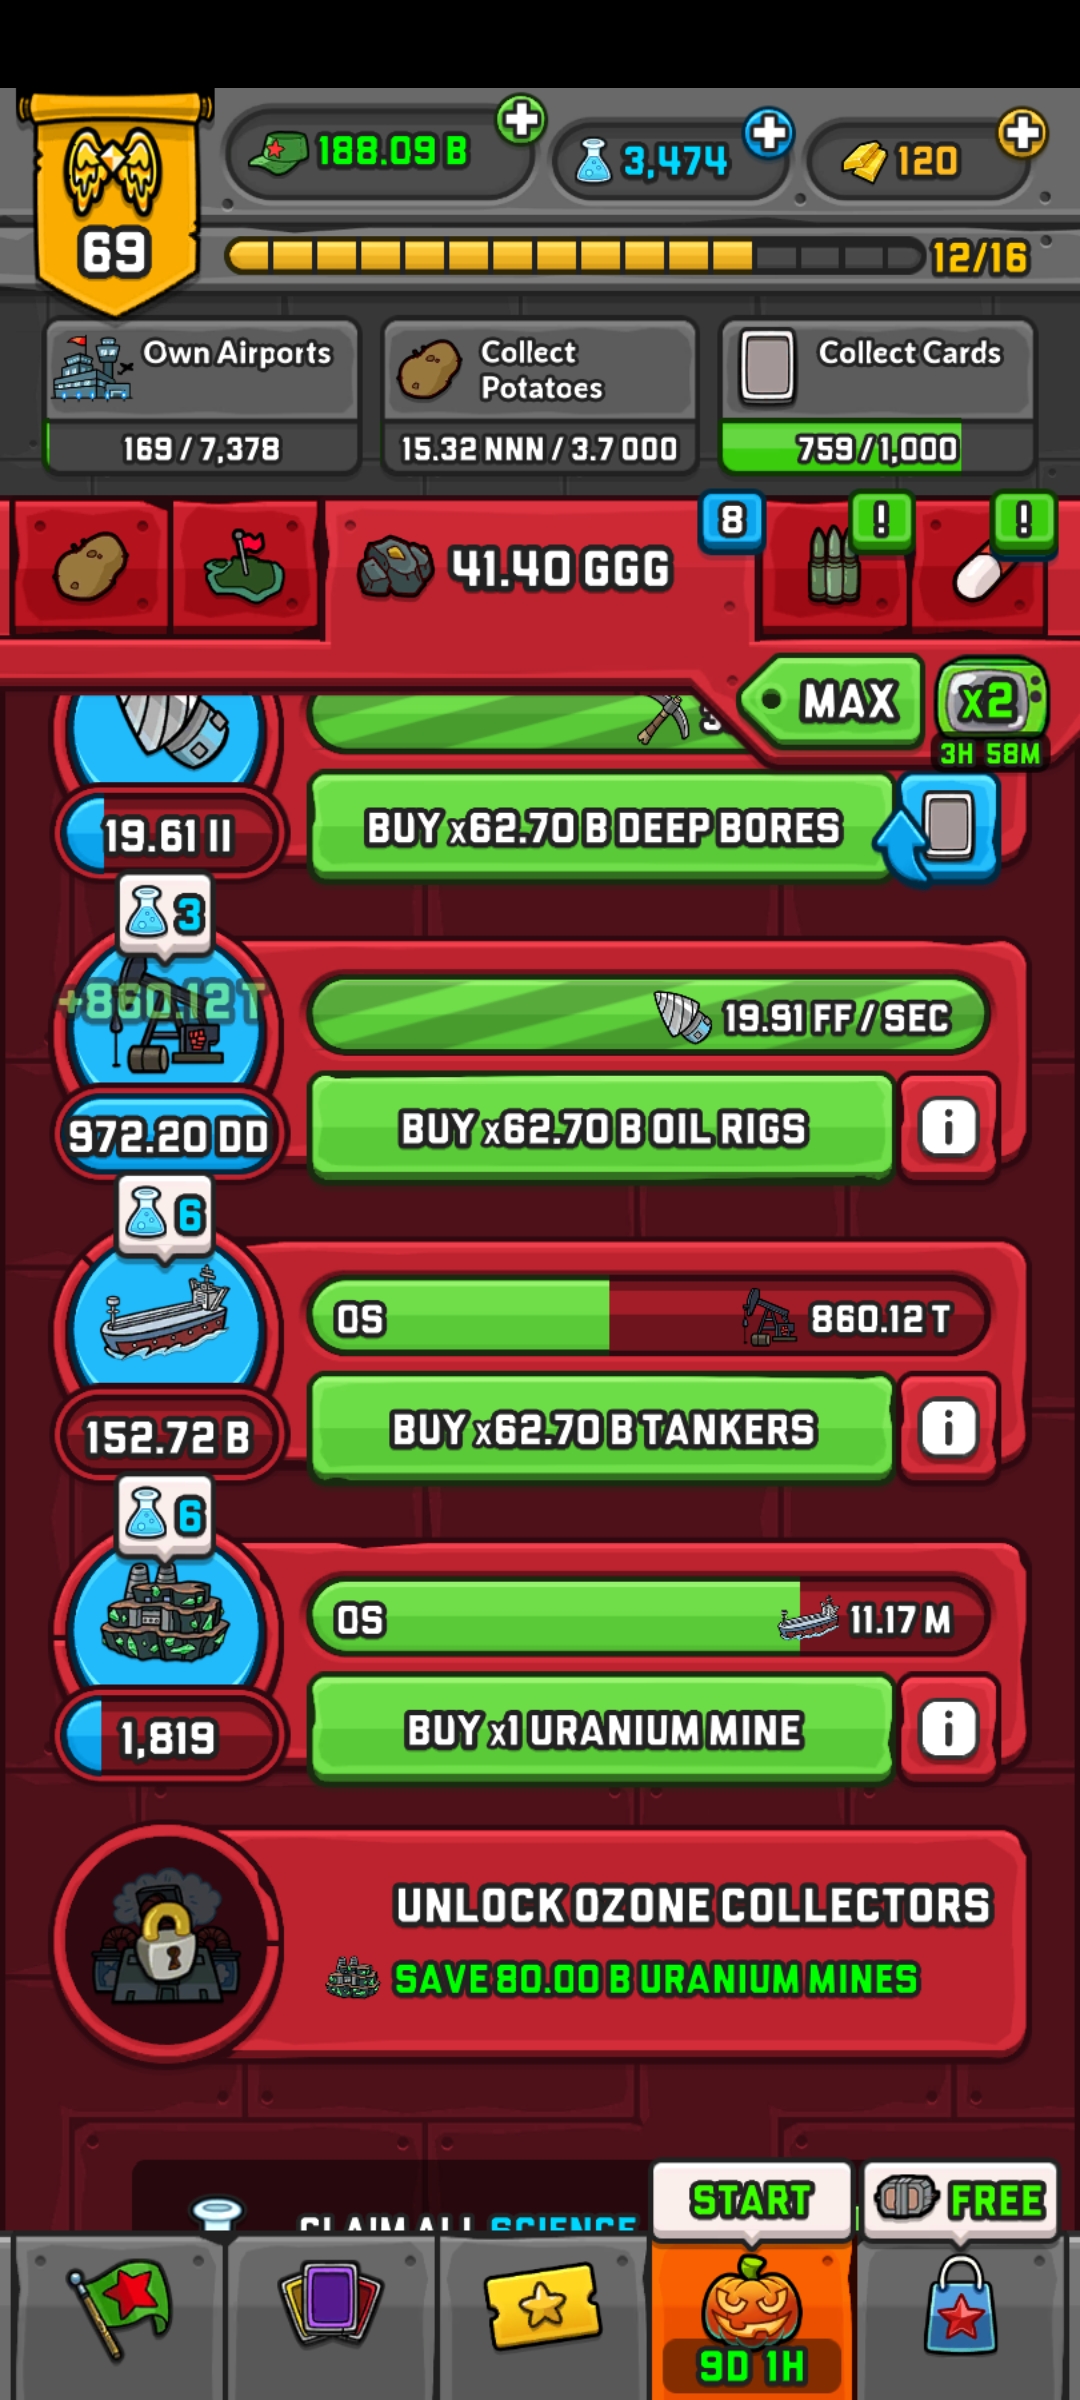 188.09 B
3,474
120
69
12/16
Own Airports
169 / 7,378
Collect
Potatoes
15.32 NNN / 3.7 OOO
Collect Cards
759 / 1,000
41.40 GGG
8
!
!
MAX
x2
3H 58M
19.61 II
BUY x62.70 B DEEP BORES
3
+860.12 T
19.91 FF / SEC
972.20 DD
BUY x62.70 B OIL RIGS
i
6
0S
860.12 T
152.72 B
BUY x62.70 B TANKERS
i
6
0S
11.17 M
1,819
BUY x1 URANIUM MINE
i
UNLOCK OZONE COLLECTORS
SAVE 80.00 B URANIUM MINES
CLAIM ALL SCIENCE
START
FREE
9D 1H